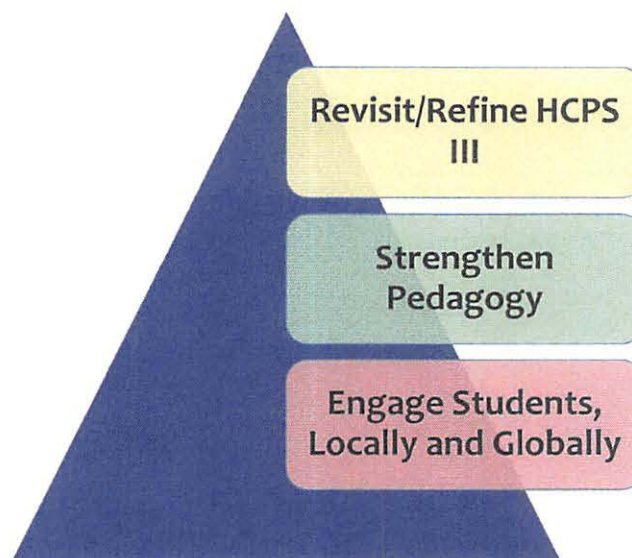 Revisit/Refine HCPS
III
Strengthen
Pedagogy
Engage Students,
Locally and Globally